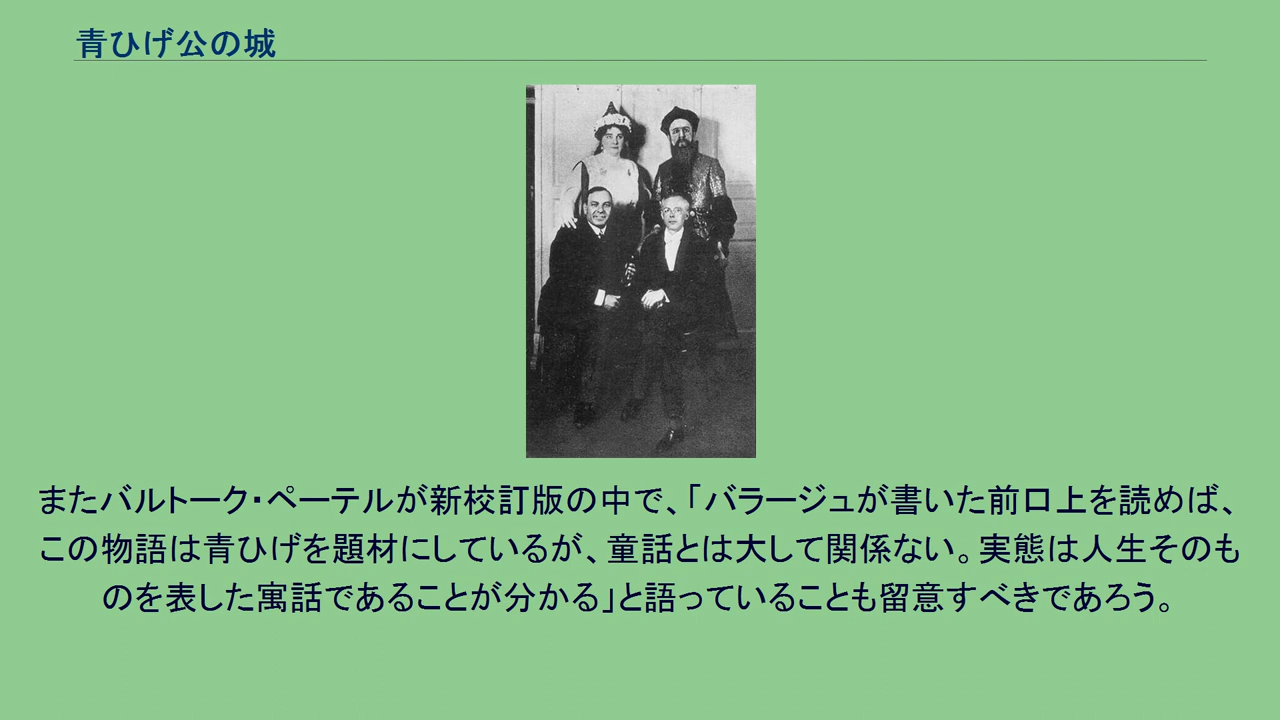 青ひげ公の城
またバルトーク・ペーテルが新校訂版の中で、「バラージュが書いた前口上を読めば、
この物語は青ひげを題材にしているが、童話とは大して関係ない。実態は人生そのも
のを表した寓話であることが分かる」と語っていることも留意すべきであろう。